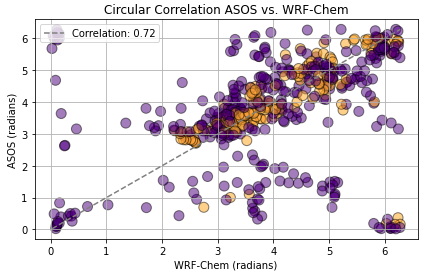 Circular Correlation ASOS vs. WRF-Chem
Correlation: 0.72
ASOS (radians)
6
5
4
3
2
1
0
0 1 2 3 4 5 6
WRF-Chem (radians)